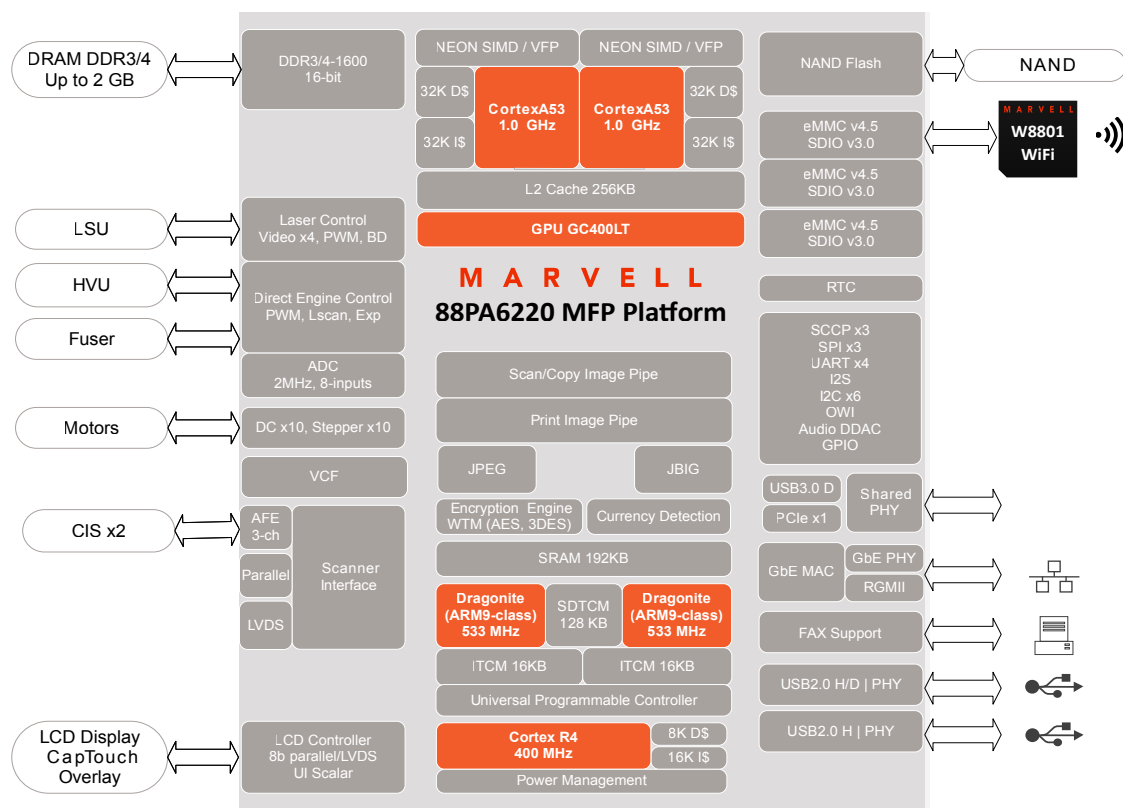 DRAM DDR3/4
Up to 2 GB
LSU
HVU
Fuser
Motors
CIS x2
LCD Display
CapTouch
Overlay
DDR3/4-1600
16-bit
Laser Control
Video x4, PWM, BD
Direct Engine Control
PWM, Lscan, Exp
ADC
2MHz, 8-inputs
DC x10, Stepper x10
VCF
AFE
3-ch
Parallel
LVDS
Scanner
Interface
LCD Controller
8b parallel/LVDS
UI Scalar
NEON SIMD / VFP
NEON SIMD / VFP
32K D$
32K I$
CortexA53
1.0 GHz
CortexA53
1.0 GHz
32K D$
32K I$
L2 Cache 256KB
GPU GC400LT
MARVELL
88PA6220 MFP Platform
Scan/Copy Image Pipe
Print Image Pipe
JPEG
JBIG
Encryption Engine
WTM (AES, 3DES)
Currency Detection
SRAM 192KB
Dragonite
(ARM9-class)
533 MHz
SDTCM
128 KB
Dragonite
(ARM9-class)
533 MHz
ITCM 16KB
ITCM 16KB
Universal Programmable Controller
Cortex R4
400 MHz
8K D$
16K I$
Power Management
NAND Flash
eMMC v4.5
SDIO v3.0
eMMC v4.5
SDIO v3.0
eMMC v4.5
SDIO v3.0
RTC
SCCP x3
SPI x3
UART x4
I2S
I2C x6
OWI
Audio DDAC
GPIO
USB3.0 D
PCIe x1
Shared
PHY
GbE MAC
GbE PHY
RGMII
FAX Support
USB2.0 H/D | PHY
USB2.0 H | PHY
NAND
MARVELL
W8801
WiFi